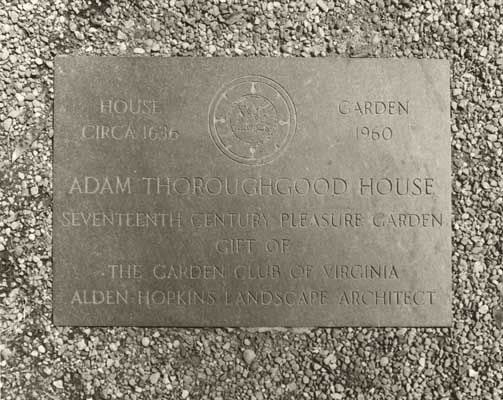 HOUSE GARDEN
CIRCA 1636 1960
ADAM THOROUGHGOOD HOUSE
SEVENTEENTH CENTURY PLEASURE GARDEN
GIFT OF
THE GARDEN CLUB OF VIRGINIA
ALDEN HOPKINS LANDSCAPE ARCHITECT